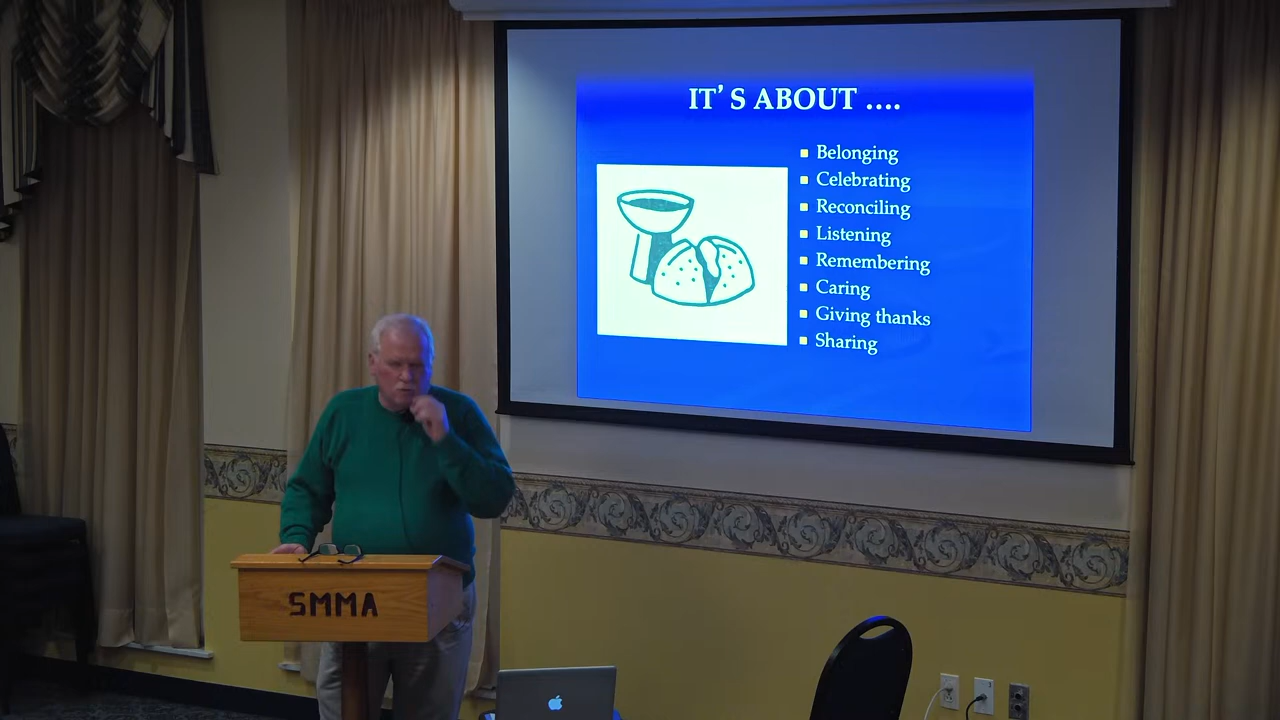 IT'S ABOUT ....
Belonging
Celebrating
Reconciling
Listening
Remembering
Caring
Giving thanks
Sharing
SMMA